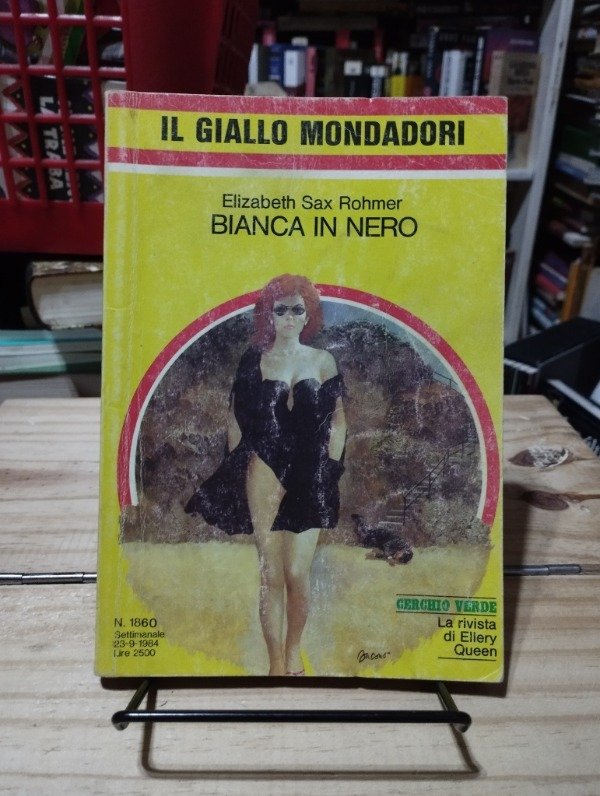 IL GIALLO MONDADORI
Elizabeth Sax Rohmer
BIANCA IN NERO
CERCHIO VERDE
La rivista
di Ellery
Queen
N. 1860
Settimanale
23-9-1984
Lire 2500